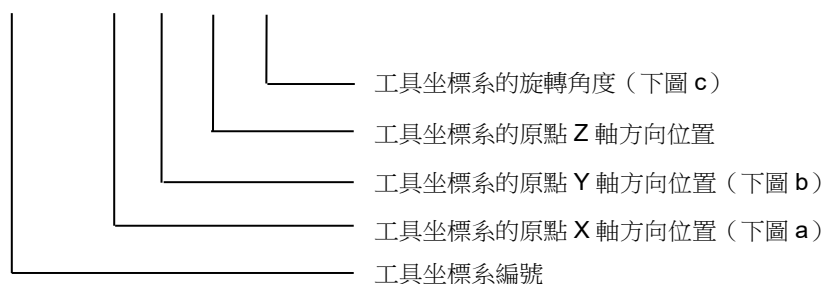 工具坐標系的旋轉角度（下圖 c）
工具坐標系的原點 Z 軸方向位置
工具坐標系的原點 Y 軸方向位置（下圖 b）
工具坐標系的原點 X 軸方向位置（下圖 a）
工具坐標系編號